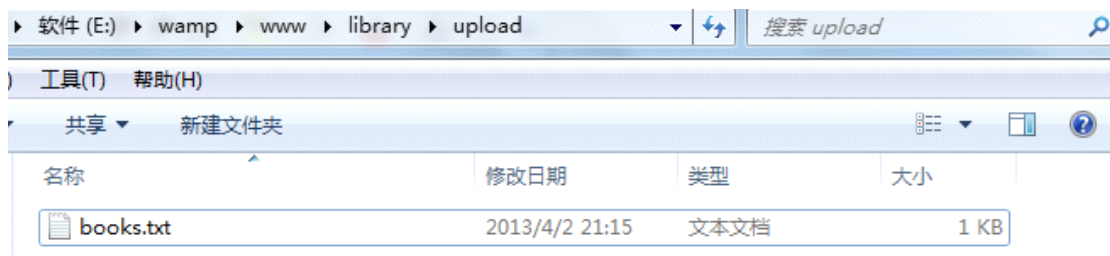 软件 (E:) wamp www library upload 搜索 upload
) 工具(T) 帮助(H)
共享 新建文件夹
名称 修改日期 类型 大小
books.txt 2013/4/2 21:15 文本文档 1 KB